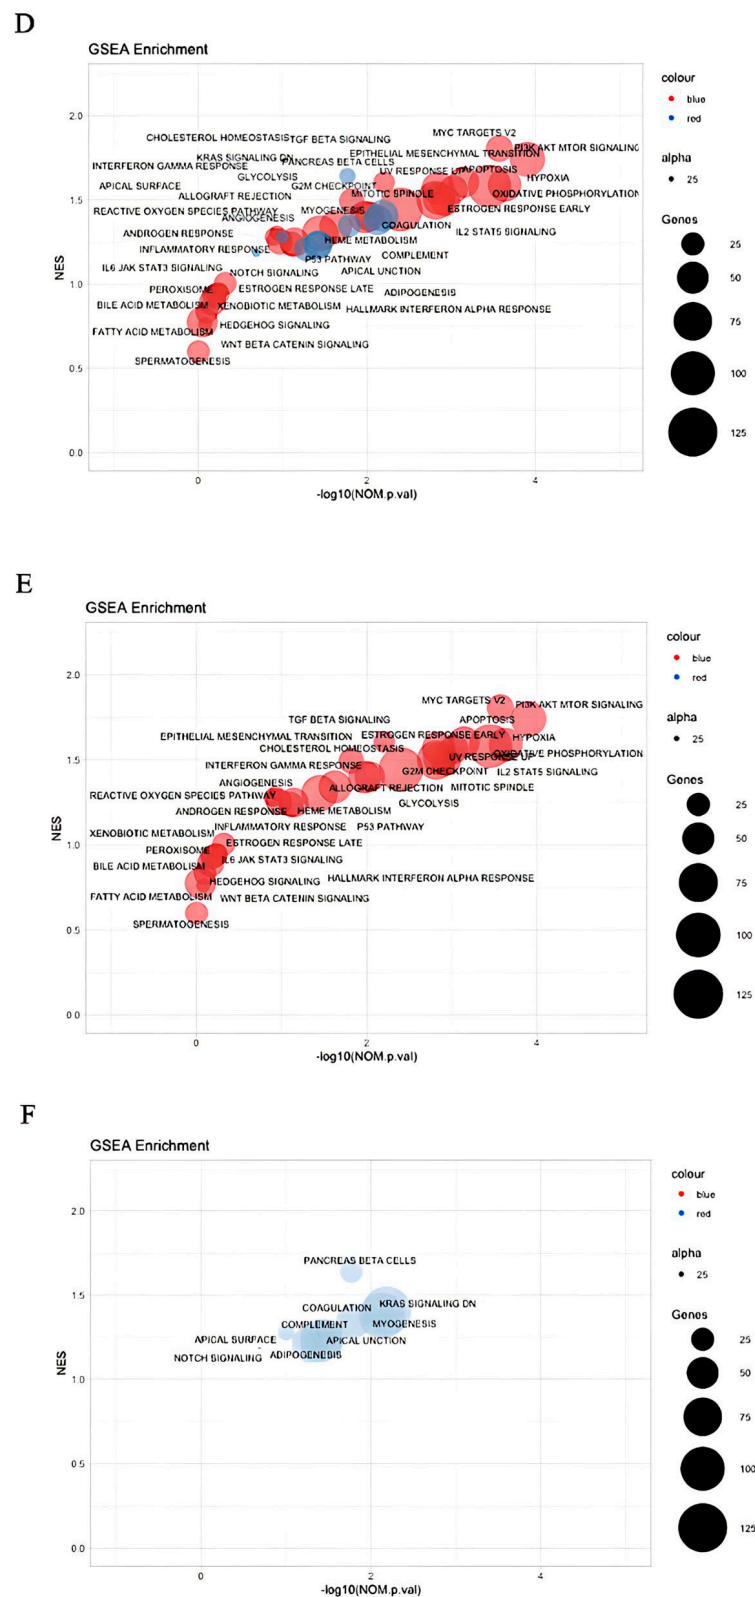 D
GSEA Enrichment
2.0
1.5
1.0
0.5
0.0
NES
0
2
4
-log10(NOM.p.val)
MYC TARGETS V2
CHOLESTEROL HOMEOSTASIS
TGF BETA SIGNALING
PI3K AKT MTOR SIGNALING
EPITHELIAL MESENCHYMAL TRANSITION
KRAS SIGNALING DN
PANCREAS BETA CELLS
INTERFERON GAMMA RESPONSE
UV RESPONSE UP
APOPTOSIS
GLYCOLYSIS
HYPOXIA
API­CAL SURFACE
G2M CHECKPOINT
ALLOGRAFT REJECTION
MITOTIC SPINDLE
OXIDATIVE PHOSPHORYLATION
REACTIVE OXYGEN SPECIES PATHWAY
MYOGENESIS
ESTROGEN RESPONSE EARLY
ANGIOGENESIS
COAGULATION
ANDROGEN RESPONSE
IL2 STAT5 SIGNALING
HEME METABOLISM
INFLAMMATORY RESPONSE
COMPLEMENT
P53 PATHWAY
IL6 JAK STAT3 SIGNALING
NOTCH SIGNALING
APICAL UNCTION
PEROXISOME
ESTROGEN RESPONSE LATE
ADIPOGENESIS
BILE ACID METABOLISM
XENOBIOTIC METABOLISM
HALLMARK INTERFERON ALPHA RESPONSE
HEDGEHOG SIGNALING
FATTY ACID METABOLISM
WNT BETA CATENIN SIGNALING
SPERMATOGENESIS
colour
blue
red
alpha
25
Genes
25
50
75
100
125
E
GSEA Enrichment
2.0
1.5
1.0
0.5
0.0
NES
0
2
4
-log10(NOM.p.val)
MYC TARGETS V2
PI3K AKT MTOR SIGNALING
TGF BETA SIGNALING
APOPTOSIS
EPITHELIAL MESENCHYMAL TRANSITION
ESTROGEN RESPONSE EARLY
HYPOXIA
CHOLESTEROL HOMEOSTASIS
OXIDATIVE PHOSPHORYLATION
UV RESPONSE UP
INTERFERON GAMMA RESPONSE
G2M CHECKPOINT
IL2 STAT5 SIGNALING
ANGIOGENESIS
ALLOGRAFT REJECTION
MITOTIC SPINDLE
REACTIVE OXYGEN SPECIES PATHWAY
GLYCOLYSIS
ANDROGEN RESPONSE
HEME METABOLISM
INFLAMMATORY RESPONSE
P53 PATHWAY
XENOBIOTIC METABOLISM
ESTROGEN RESPONSE LATE
PEROXISOME
IL6 JAK STAT3 SIGNALING
BILE ACID METABOLISM
HEDGEHOG SIGNALING
HALLMARK INTERFERON ALPHA RESPONSE
FATTY ACID METABOLISM
WNT BETA CATENIN SIGNALING
SPERMATOGENESIS
colour
blue
red
alpha
25
Genes
25
50
75
100
125
F
GSEA Enrichment
2.0
1.5
1.0
0.5
0.0
NES
0
2
4
-log10(NOM.p.val)
PANCREAS BETA CELLS
KRAS SIGNALING DN
COAGULATION
COMPLEMENT
MYOGENESIS
APICAL SURFACE
APICAL UNCTION
NOTCH SIGNALING
ADIPOGENESIS
colour
blue
red
alpha
25
Genes
25
50
75
100
125